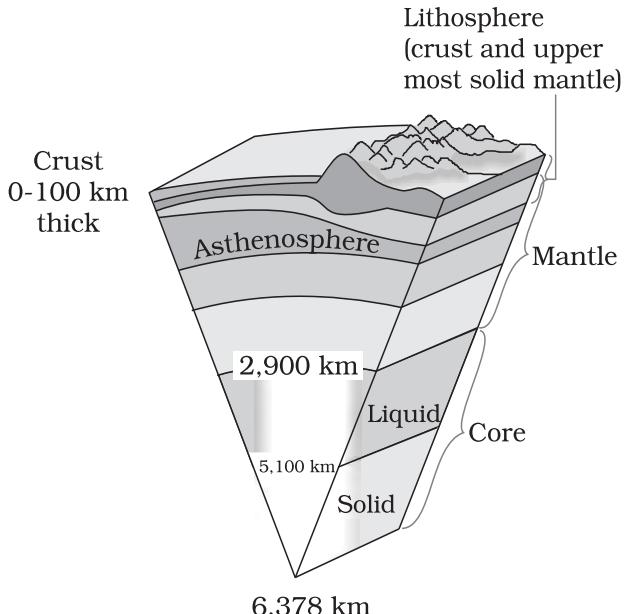 Lithosphere
(crust and upper
most solid mantle)
Crust
0-100 km
thick
Asthenosphere
Mantle
2,900 km
Liquid
Core
5,100 km
Solid
6,378 km